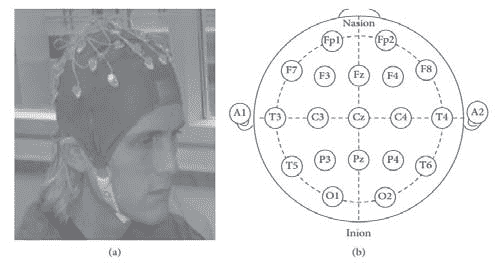 Nasion
Fp1 Fp2
F7 F3 Fz F4 F8
A1 T3 C3 Cz C4 T4 A2
T5 P3 Pz P4 T6
O1 O2
Inion
(a) (b)